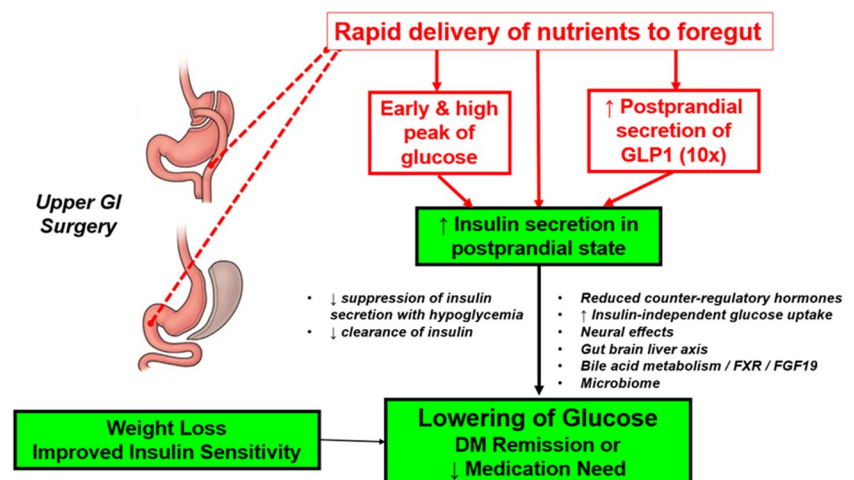 Rapid delivery of nutrients to foregut
Early & high
peak of
glucose
↑ Postprandial
secretion of
GLP1 (10x)
Upper GI
Surgery
↑ Insulin secretion in
postprandial state
• ↓ suppression of insulin
secretion with hypoglycemia
• ↓ clearance of insulin
• Reduced counter-regulatory hormones
• ↑ Insulin-independent glucose uptake
• Neural effects
• Gut brain liver axis
• Bile acid metabolism / FXR / FGF19
• Microbiome
Weight Loss
Improved Insulin Sensitivity
Lowering of Glucose
DM Remission or
↓ Medication Need